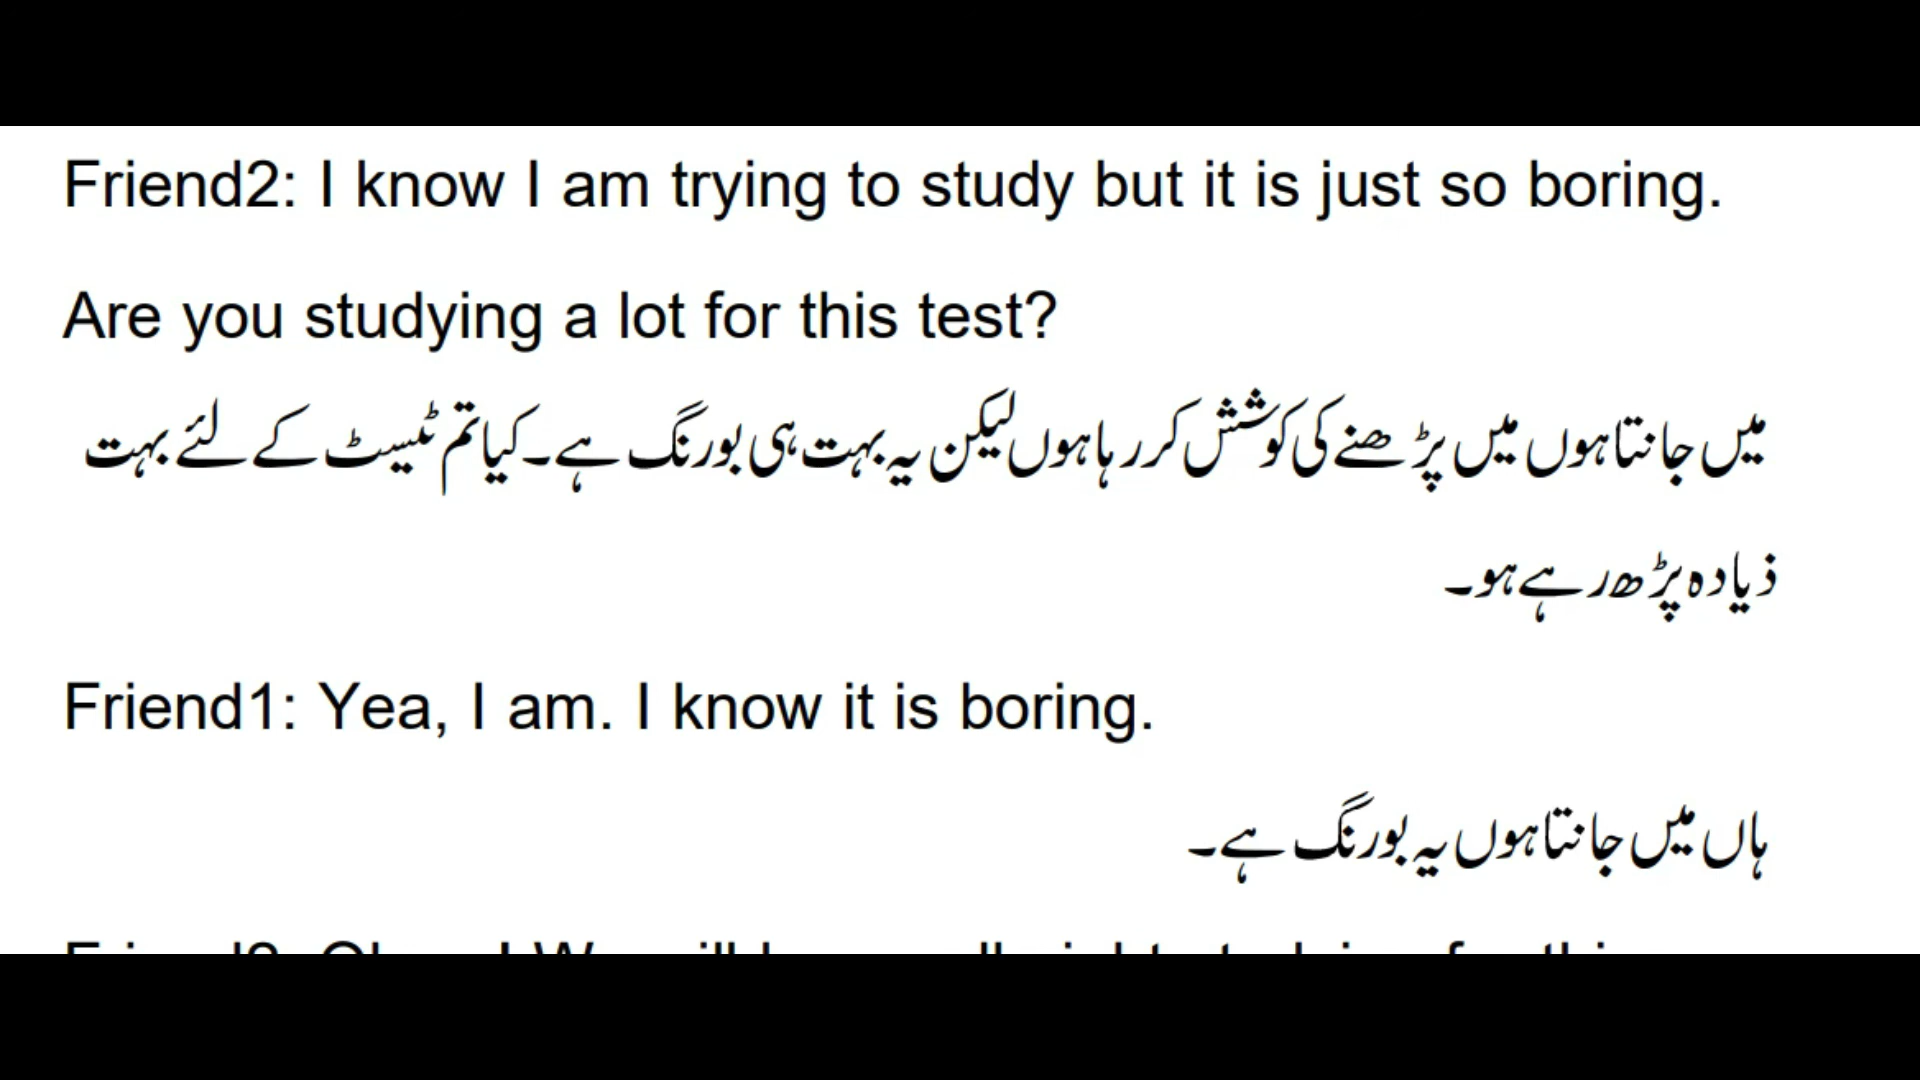 Friend2: I know I am trying to study but it is just so boring.
Are you studying a lot for this test?
میں جانتا ہوں میں پڑھنے کی کوشش کر رہا ہوں لیکن یہ بہت ہی بورنگ ہے۔ کیا تم ٹیسٹ کے لئے بہت
ذیادہ پڑھ رہے ہو۔
Friend1: Yea, I am. I know it is boring.
ہاں میں جانتا ہوں یہ بورنگ ہے۔